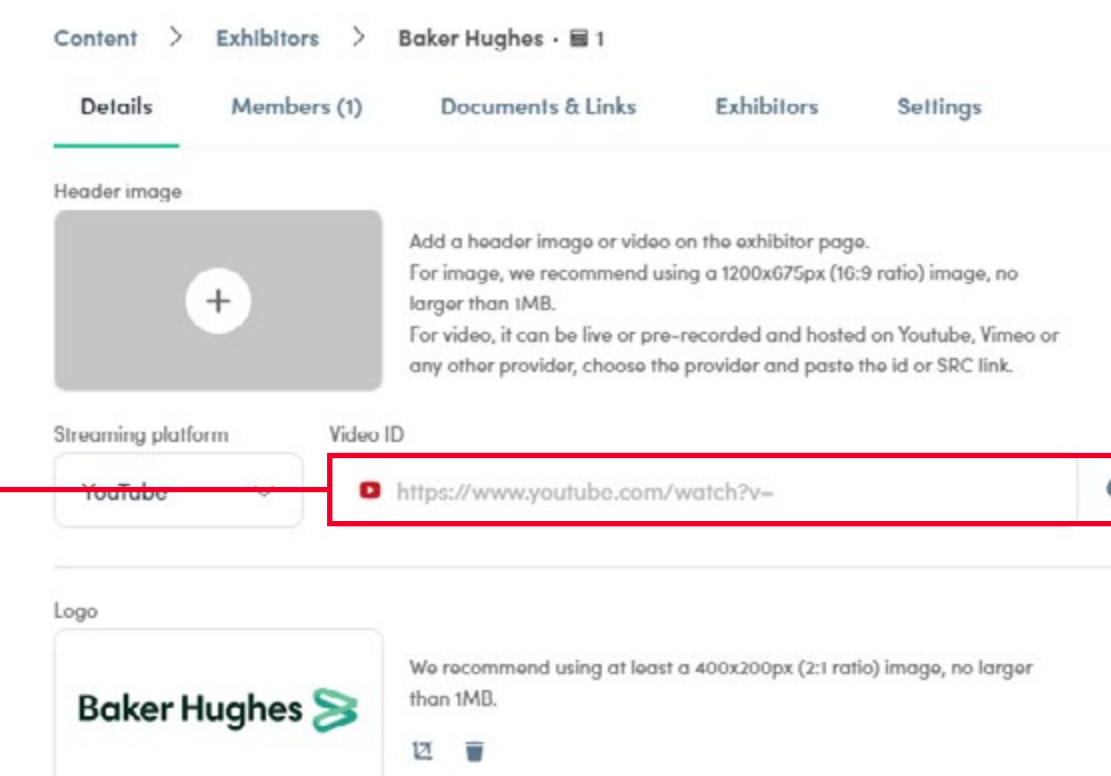 Content > Exhibitors > Baker Hughes · 1
Details Members (1) Documents & Links Exhibitors Settings
Header image
Add a header image or video on the exhibitor page.
For image, we recommend using a 1200x675px (16:9 ratio) image, no
larger than 1MB.
For video, it can be live or pre-recorded and hosted on Youtube, Vimeo or
any other provider, choose the provider and paste the id or SRC link.
Streaming platform Video ID
YouTube https://www.youtube.com/watch?v=
Logo
Baker Hughes
We recommend using at least a 400x200px (2:1 ratio) image, no larger
than 1MB.